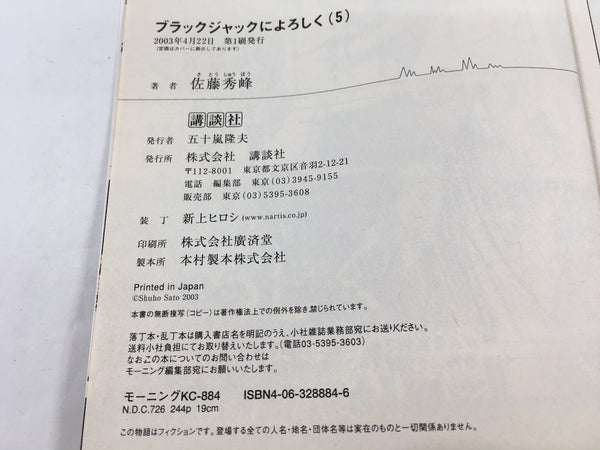 ブラックジャックによろしく(5)
2003年4月22日　第1刷発行
(定価はカバーに表示してあります)
さとうしゅうほう
著者　佐藤秀峰
講談社
発行者　五十嵐隆夫
発行所　株式会社　講談社
〒112-8001　東京都文京区音羽2-12-21
電話　編集部　東京(03)3945-9155
販売部　東京(03)5395-3608
装丁　新上ヒロシ(www.nartis.co.jp)
印刷所　株式会社廣済堂
製本所　本村製本株式会社
Printed in Japan
©Shuho Sato 2003
本書の無断複写(コピー)は著作権法上での例外を除き、禁じられています。
落丁本・乱丁本は購入書店名を明記のうえ、小社雑誌業務部宛にお送りください。
送料小社負担にてお取り替えいたします。(電話03-5395-3603)
なおこの本についてのお問い合わせは
モーニング編集部宛にお願いいたします。
モーニングKC-884　ISBN4-06-328884-6
N.D.C.726　244p　19cm
この物語はフィクションです。登場する全ての人名・地名・団体名等は実在のものと一切関係ありません。